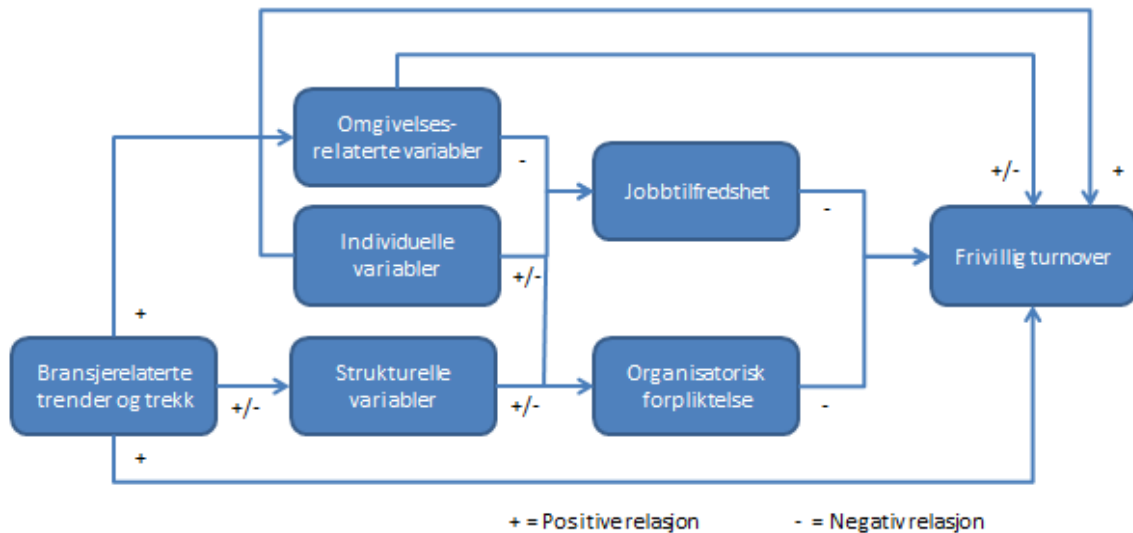 Omgivelses-
relaterte variabler
-
Jobbtilfredshet
-
+/-
+
Individuelle
variabler
+/-
Frivillig turnover
+
Bransjerelaterte
trender og trekk
+/-
Strukturelle
variabler
+/-
Organisatorisk
forpliktelse
-
+
+ = Positive relasjon
- = Negativ relasjon